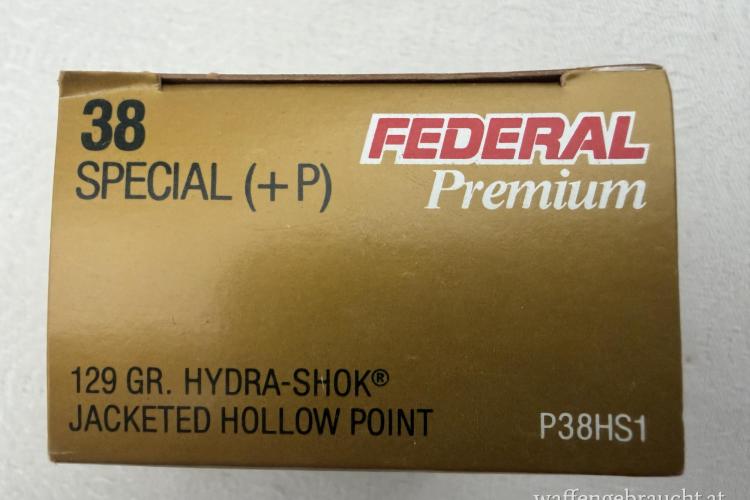 38
SPECIAL (+P)
FEDERAL
Premium
129 GR. HYDRA-SHOK®
JACKETED HOLLOW POINT
P38HS1
waffengebraucht.at